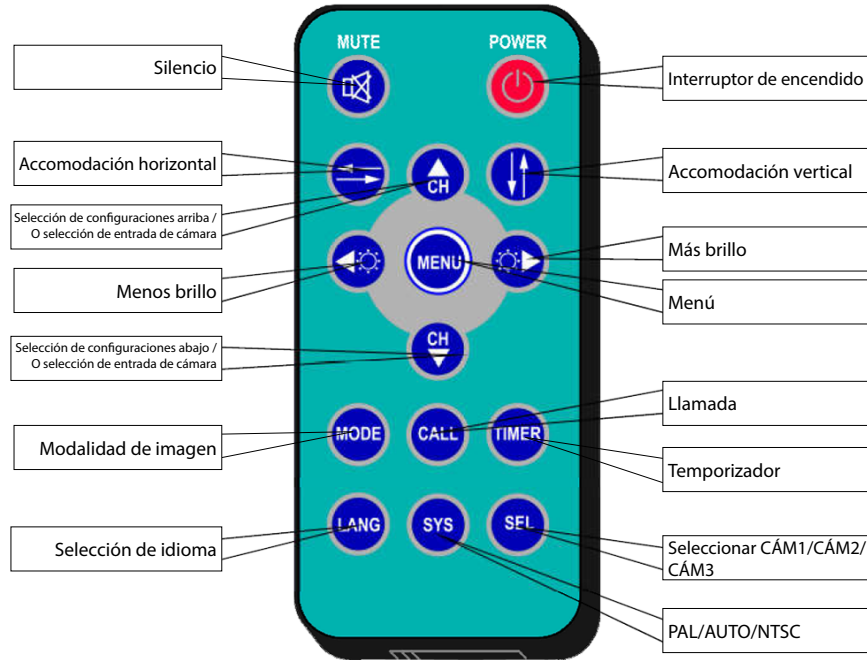 MUTE
POWER
Silencio
Interruptor de encendido
Accomodación horizontal
CH
Accomodación vertical
Selección de configuraciones arriba /
O selección de entrada de cámara
MENU
Más brillo
Menos brillo
Menú
CH
Selección de configuraciones abajo /
O selección de entrada de cámara
Llamada
MODE
CALL
TIMER
Modalidad de imagen
Temporizador
LANG
SYS
SEL
Selección de idioma
Seleccionar CÁM1/CÁM2/
CÁM3
PAL/AUTO/NTSC